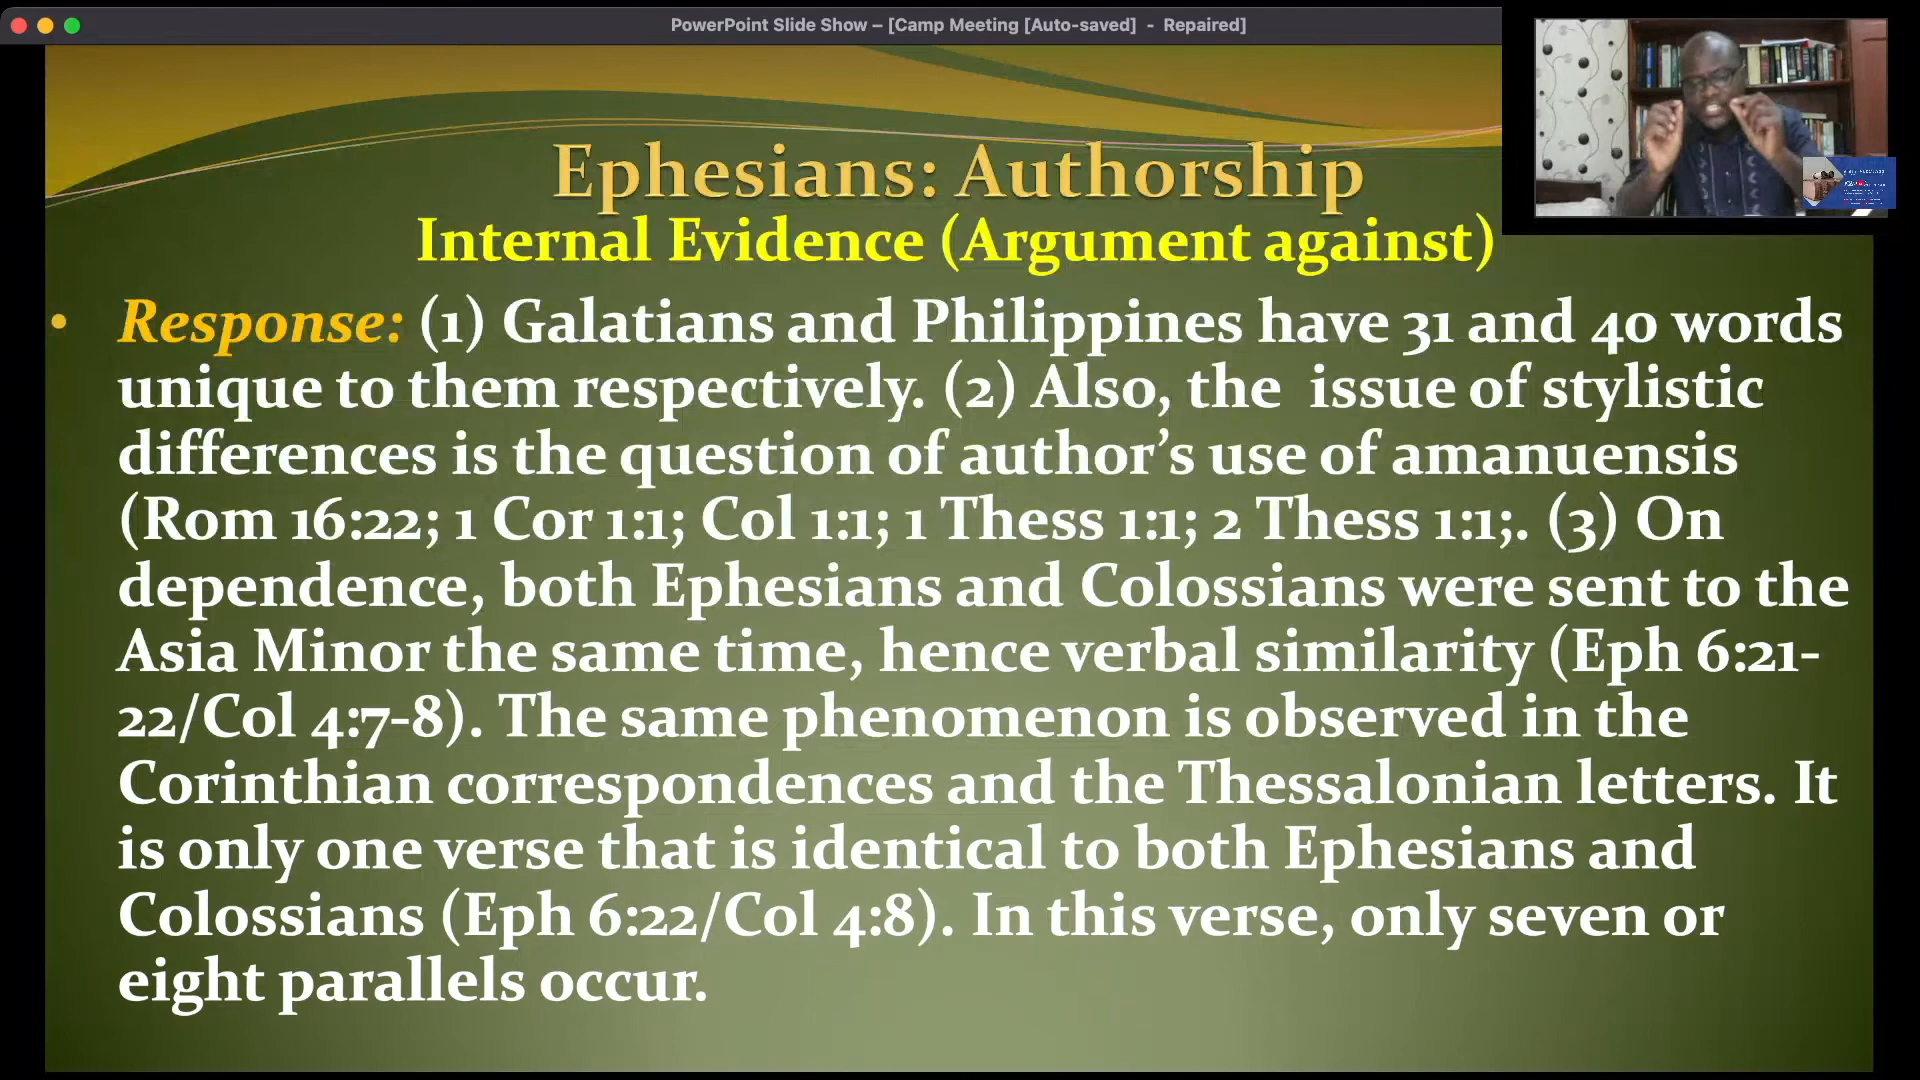 PowerPoint Slide Show – [Camp Meeting [Auto-saved]  -  Repaired]
Ephesians: Authorship
Internal Evidence (Argument against)
• Response: (1) Galatians and Philippines have 31 and 40 words
unique to them respectively. (2) Also, the  issue of stylistic
differences is the question of author’s use of amanuensis
(Rom 16:22; 1 Cor 1:1; Col 1:1; 1 Thess 1:1; 2 Thess 1:1;. (3) On
dependence, both Ephesians and Colossians were sent to the
Asia Minor the same time, hence verbal similarity (Eph 6:21-
22/Col 4:7-8). The same phenomenon is observed in the
Corinthian correspondences and the Thessalonian letters. It
is only one verse that is identical to both Ephesians and
Colossians (Eph 6:22/Col 4:8). In this verse, only seven or
eight parallels occur.